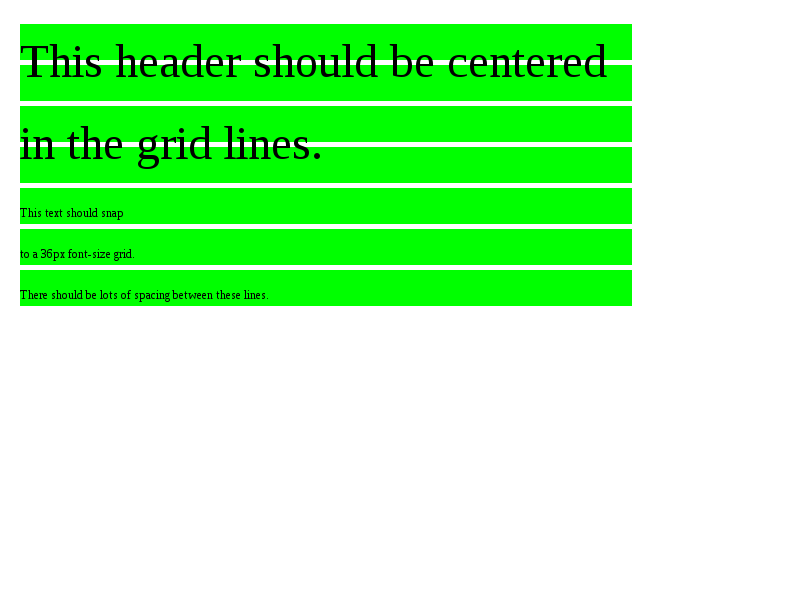 This header should be centered
in the grid lines.
This text should snap
to a 36px font-size grid.
There should be lots of spacing between these lines.